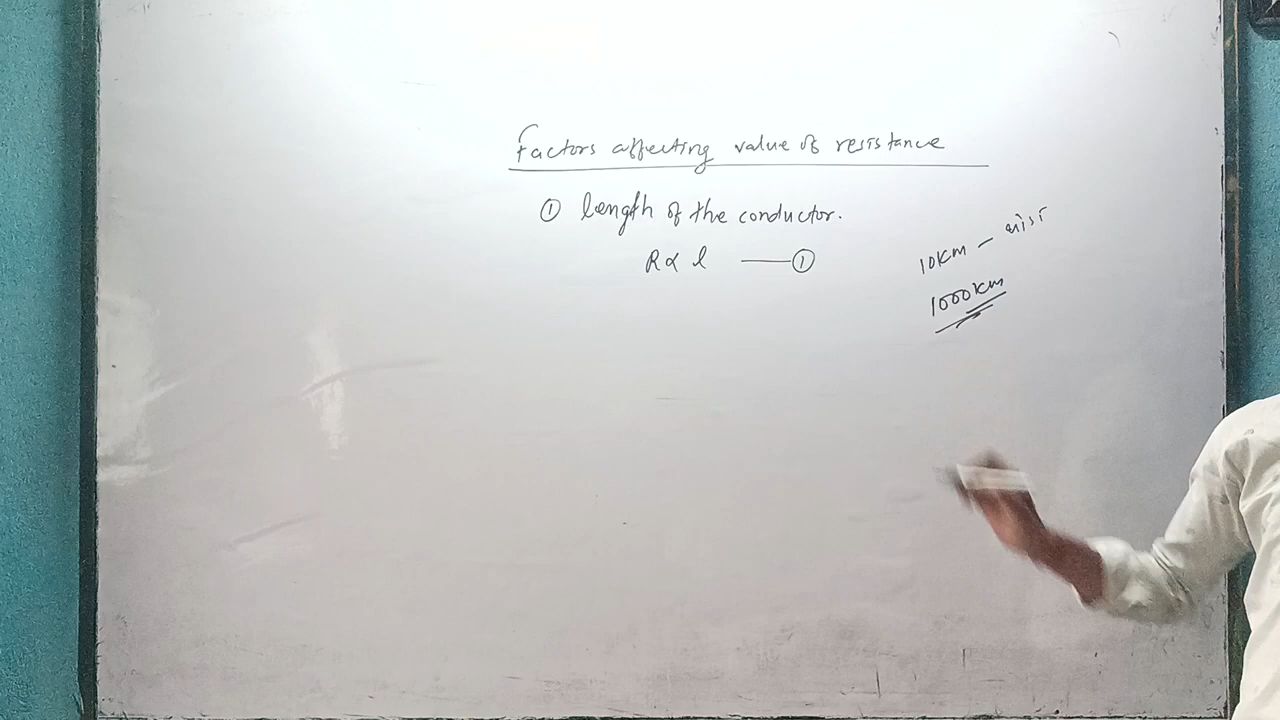 Factors affecting value of resistance
① length of the conductor.
R ∝ l —— ①
10Km –
1000km